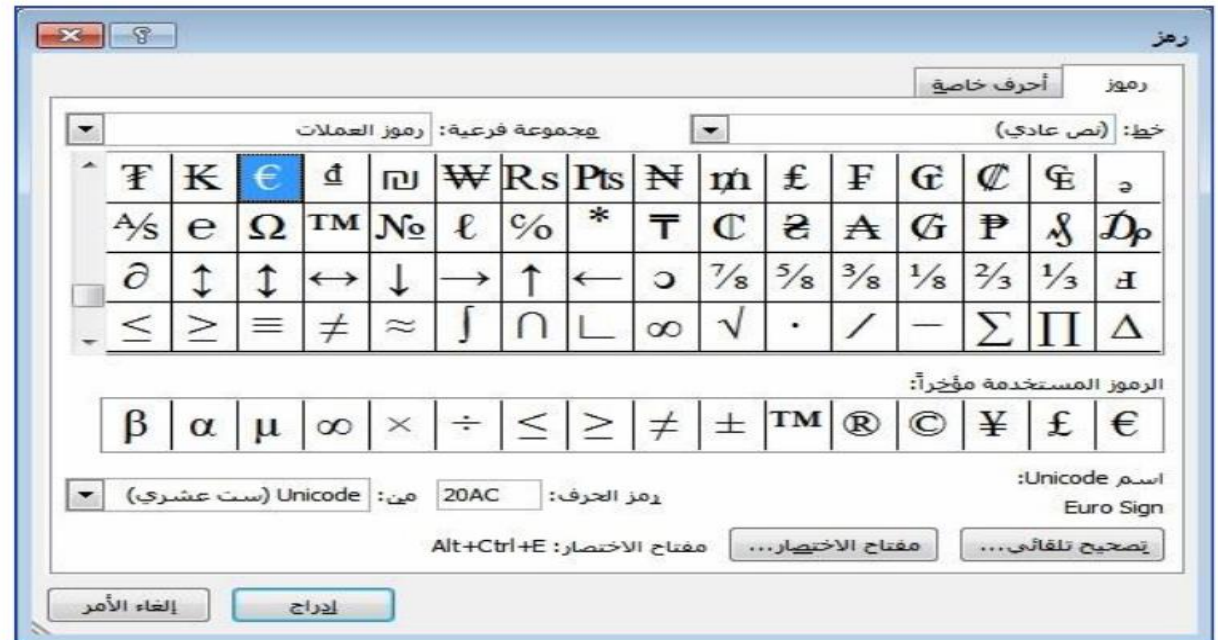 رمز
رموز أحرف خاصة
خط: (نص عادي) مجموعة فرعية: رموز العملات
₮ ₭ € ₫ ₪ ₩ ₨ ₧ ₦ ₥ ₤ ₣ ₢ ₡ ₠ ₔ
℀ ℮ Ω ™ № ℓ ℅ * ₸ ₵ ₴ ₳ ₲ ₱ ₰ ₯
∂ ↨ ↕ ↔ ↓ → ↑ ← ↄ ⅞ ⅝ ⅜ ⅛ ⅔ ⅓ Ⅎ
≤ ≥ ≡ ≠ ≈ ∫ ∩ ∟ ∞ √ ∙ ∕ − ∑ ∏ ∆
الرموز المستخدمة مؤخراً:
β α µ ∞ × ÷ ≤ ≥ ≠ ± ™ ® © ¥ £ €
اسم Unicode:
Euro Sign
رمز الحرف: 20AC من: Unicode (ست عشري)
تصحيح تلقائي... مفتاح الاختصار... مفتاح الاختصار: Alt+Ctrl+E
إدراج إلغاء الأمر